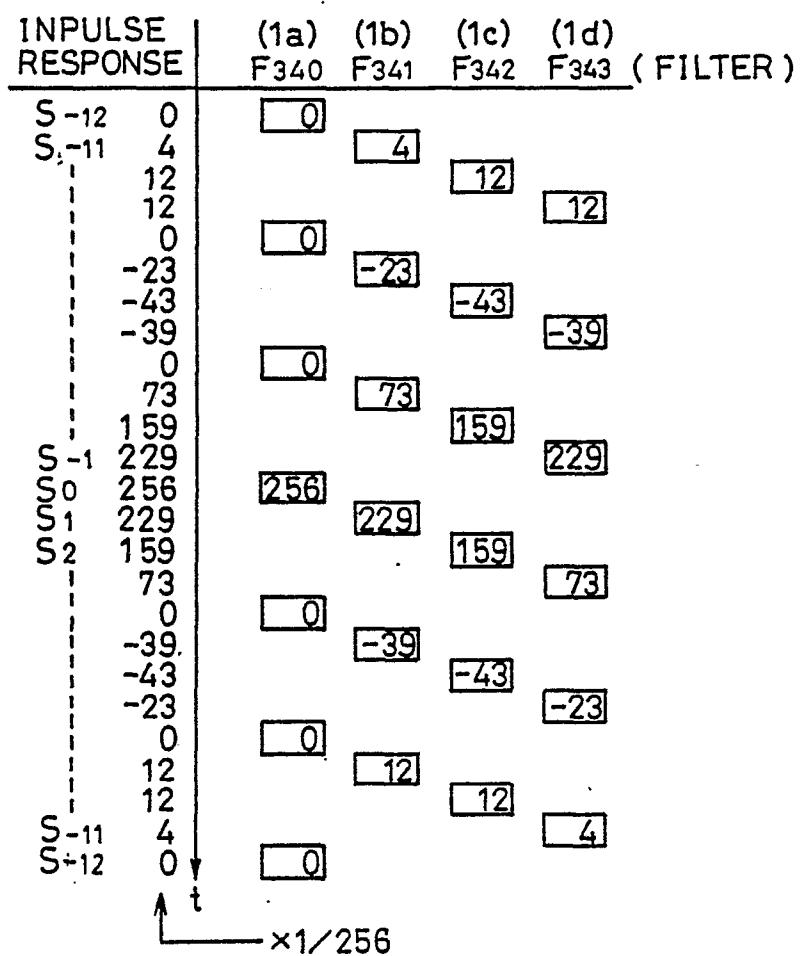 INPULSE (1a) (1b) (1c) (1d)
RESPONSE F340 F341 F342 F343 (FILTER)
S-12 0 0
S-11 4 4
12 12
12 12
0 0
-23 -23
-43 -43
-39 -39
0 0
73 73
159 159
S-1 229 229
S0 256 256
S1 229 229
S2 159 159
73 73
0 0
-39 -39
-43 -43
-23 -23
0 0
12 12
12 12
S-11 4 4
S-12 0 0
t
×1/256